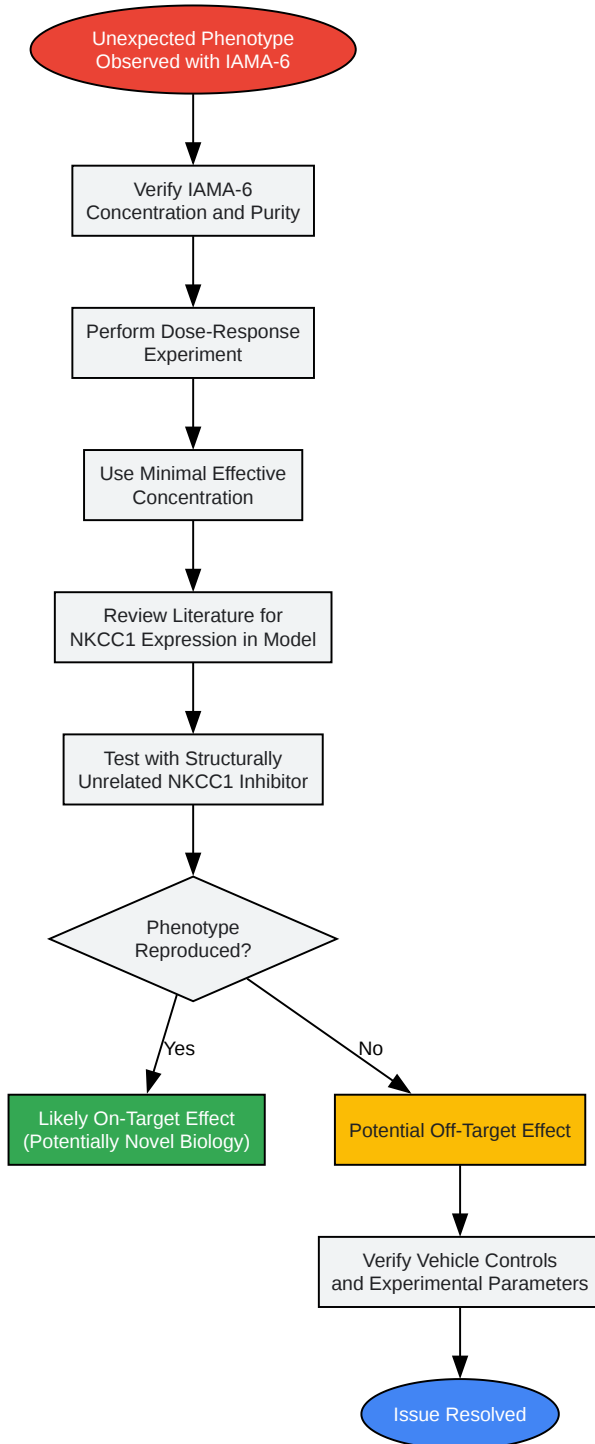 Unexpected Phenotype
Observed with IAMA-6
Verify IAMA-6
Concentration and Purity
Perform Dose-Response
Experiment
Use Minimal Effective
Concentration
Review Literature for
NKCC1 Expression in Model
Test with Structurally
Unrelated NKCC1 Inhibitor
Phenotype
Reproduced?
Yes
No
Likely On-Target Effect
(Potentially Novel Biology)
Potential Off-Target Effect
Verify Vehicle Controls
and Experimental Parameters
Issue Resolved